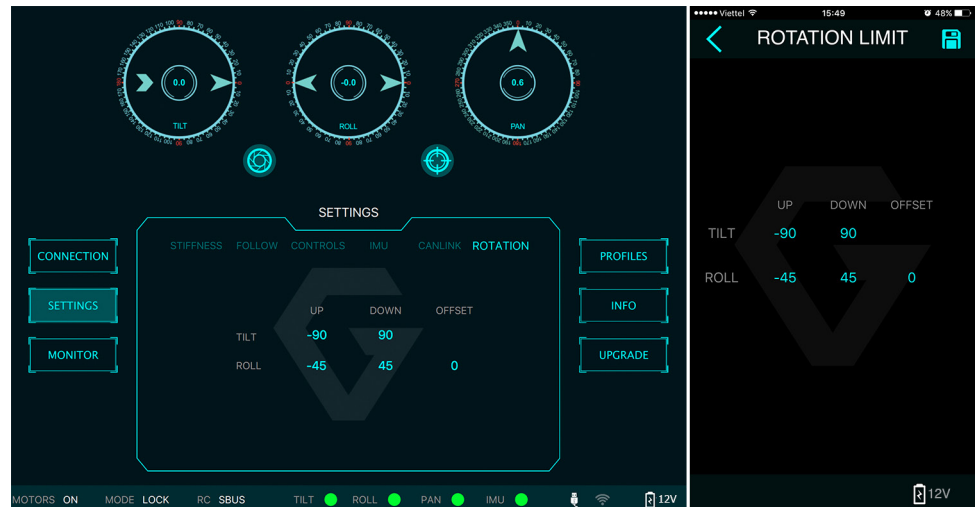 0.0
TILT
-0.0
ROLL
0.6
PAN
SETTINGS
STIFFNESS FOLLOW CONTROLS IMU CANLINK ROTATION
UP DOWN OFFSET
TILT -90 90
ROLL -45 45 0
CONNECTION
SETTINGS
MONITOR
PROFILES
INFO
UPGRADE
MOTORS ON MODE LOCK RC SBUS TILT ROLL PAN IMU 12V
Viettel 15:49 48%
ROTATION LIMIT
UP DOWN OFFSET
TILT -90 90
ROLL -45 45 0
12V